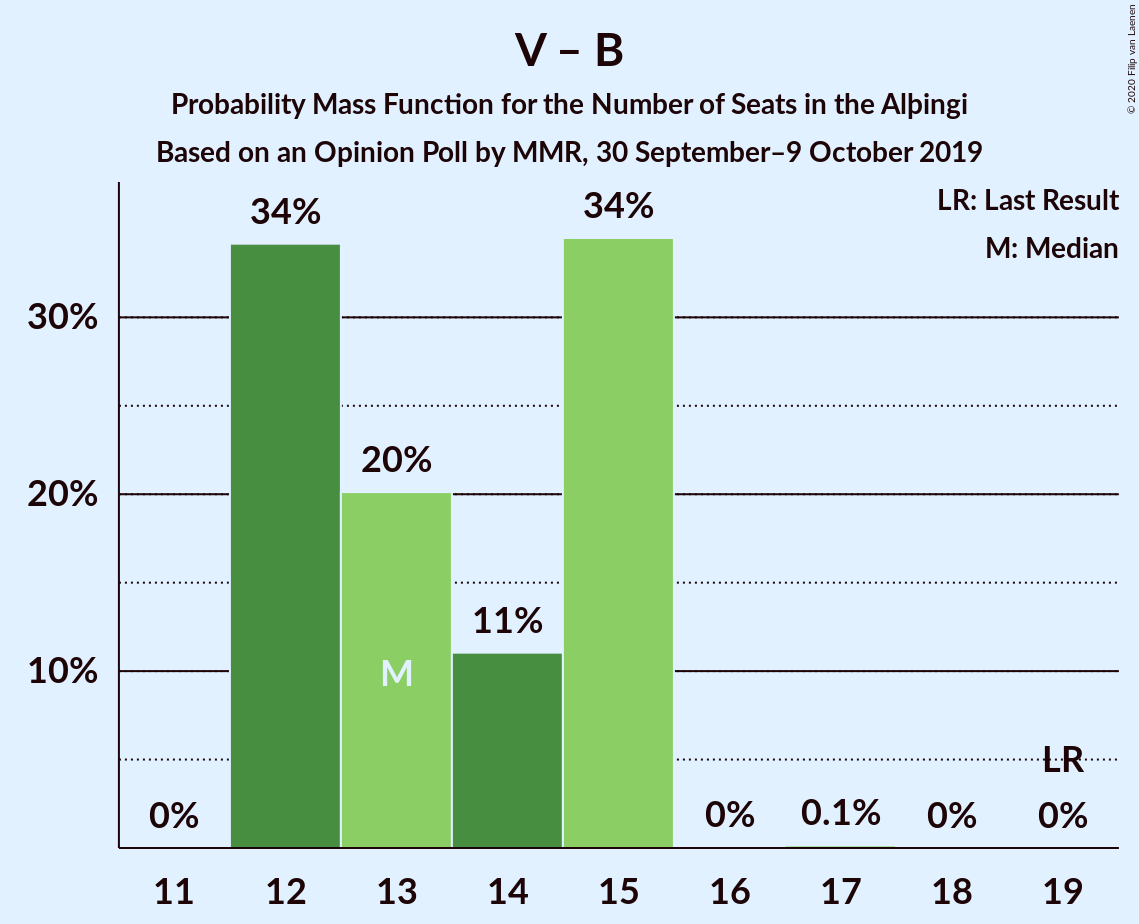 V – B
Probability Mass Function for the Number of Seats in the Alþingi
Based on an Opinion Poll by MMR, 30 September–9 October 2019
© 2020 Filip van Laenen
LR: Last Result
M: Median
34%
34%
30%
20%
20%
11%
10%
M
LR
0%
0%
0.1%
0%
0%
11 12 13 14 15 16 17 18 19